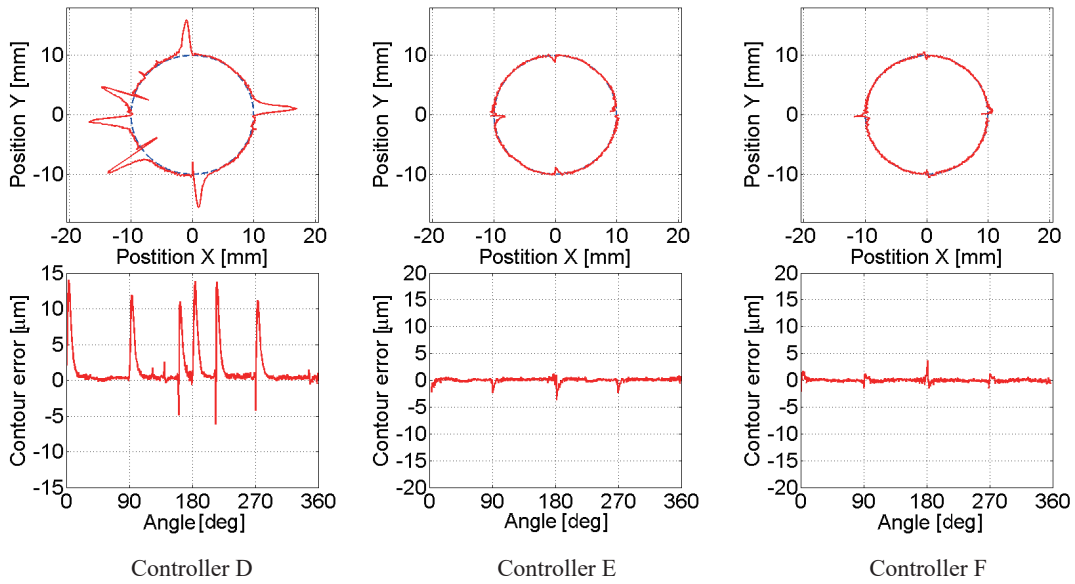 Position Y [mm]
10
0
-10
-20 -10 0 10 20
Postition X [mm]
Position Y [mm]
10
0
-10
-20 -10 0 10 20
Postition X [mm]
Position Y [mm]
10
0
-10
-20 -10 0 10 20
Postition X [mm]
Contour error [μm]
15
10
5
0
-5
-10
-15
0 90 180 270 360
Angle [deg]
Contour error [μm]
20
15
10
5
0
-5
-10
-15
-20
0 90 180 270 360
Angle [deg]
Contour error [μm]
20
15
10
5
0
-5
-10
-15
-20
0 90 180 270 360
Angle [deg]
Controller D
Controller E
Controller F